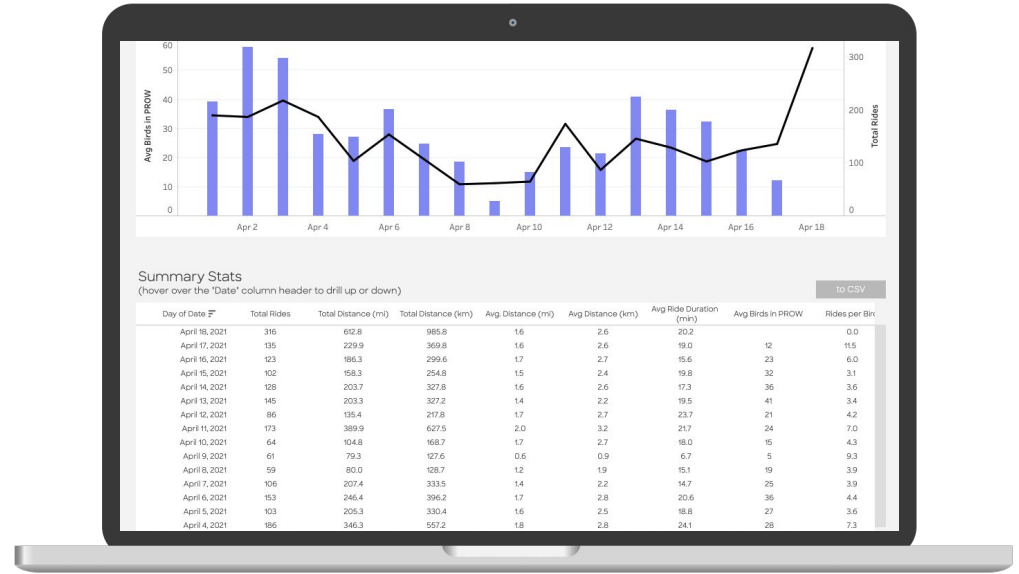 60
50
40
30
20
10
0
Avg Birds in PROW
300
200
100
0
Total Rides
Apr 2 Apr 4 Apr 6 Apr 8 Apr 10 Apr 12 Apr 14 Apr 16 Apr 18
Summary Stats
(hover over the "Date" column header to drill up or down)
to CSV
Day of Date Total Rides Total Distance (mi) Total Distance (km) Avg. Distance (mi) Avg Distance (km) Avg Ride Duration (min) Avg Birds in PROW Rides per Bird
April 18, 2021 316 612.8 985.8 1.6 2.6 20.2 0.0
April 17, 2021 135 229.9 369.8 1.6 2.6 19.0 12 11.5
April 16, 2021 123 186.3 299.6 1.7 2.7 15.6 23 6.0
April 15, 2021 102 158.3 254.8 1.5 2.4 19.8 32 3.1
April 14, 2021 128 203.7 327.8 1.6 2.6 17.3 36 3.6
April 13, 2021 145 203.3 327.2 1.4 2.2 19.5 41 3.4
April 12, 2021 86 135.4 217.8 1.7 2.7 23.7 21 4.2
April 11, 2021 173 389.9 627.5 2.0 3.2 21.7 24 7.0
April 10, 2021 64 104.8 168.7 1.7 2.7 18.0 15 4.3
April 9, 2021 61 79.3 127.6 0.6 0.9 6.7 5 9.3
April 8, 2021 59 80.0 128.7 1.2 1.9 15.1 19 3.9
April 7, 2021 106 207.4 333.5 1.4 2.2 14.7 25 3.9
April 6, 2021 153 246.4 396.2 1.7 2.8 20.6 36 4.4
April 5, 2021 103 205.3 330.4 1.6 2.5 18.8 27 3.6
April 4, 2021 186 346.3 557.2 1.8 2.8 24.1 28 7.3